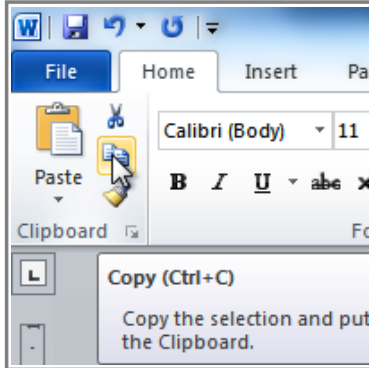 W
File Home Insert
Calibri (Body) 11
Paste B I U abc
Clipboard
L
Copy (Ctrl+C)
Copy the selection and put
the Clipboard.